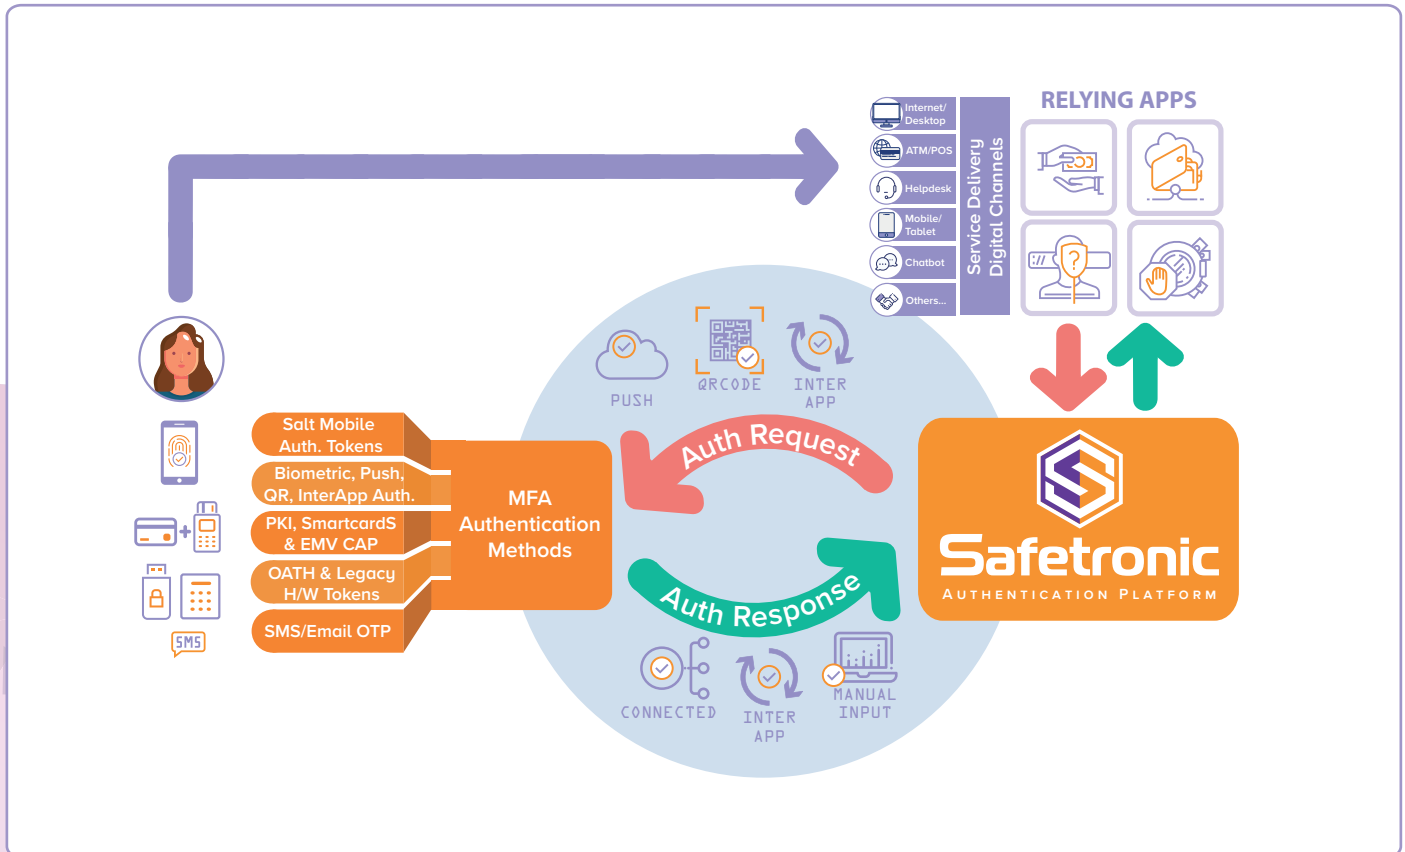 RELYING APPS
Internet/
Desktop
ATM/POS
Helpdesk
Mobile/
Tablet
Chatbot
Others...
Service Delivery
Digital Channels
PUSH
QRCODE
INTER
APP
Auth Request
Salt Mobile
Auth. Tokens
Biometric, Push,
QR, InterApp Auth.
PKI, SmartcardS
& EMV CAP
OATH & Legacy
H/W Tokens
SMS/Email OTP
SMS
MFA
Authentication
Methods
Safetronic
AUTHENTICATION PLATFORM
Auth Response
CONNECTED
INTER
APP
MANUAL
INPUT